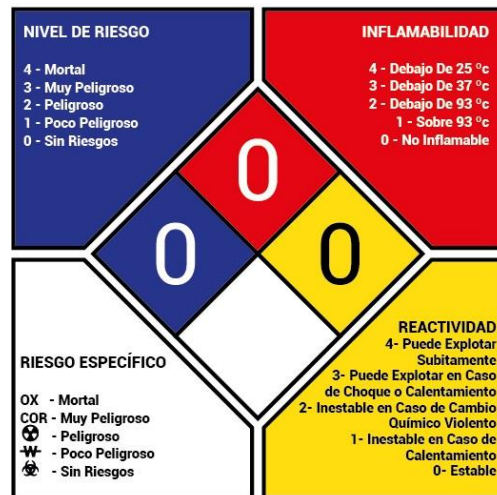 NIVEL DE RIESGO
4 - Mortal
3 - Muy Peligroso
2 - Peligroso
1 - Poco Peligroso
0 - Sin Riesgos
INFLAMABILIDAD
4 - Debajo De 25 ºc
3 - Debajo De 37 ºc
2 - Debajo De 93 ºc
1 - Sobre 93 ºc
0 - No Inflamable
0
0
0
RIESGO ESPECÍFICO
OX - Mortal
COR - Muy Peligroso
☢ - Peligroso
W - Poco Peligroso
☣ - Sin Riesgos
REACTIVIDAD
4- Puede Explotar
Subitamente
3- Puede Explotar en Caso
de Choque o Calentamiento
2- Inestable en Caso de Cambio
Químico Violento
1- Inestable en Caso de
Calentamiento
0- Estable